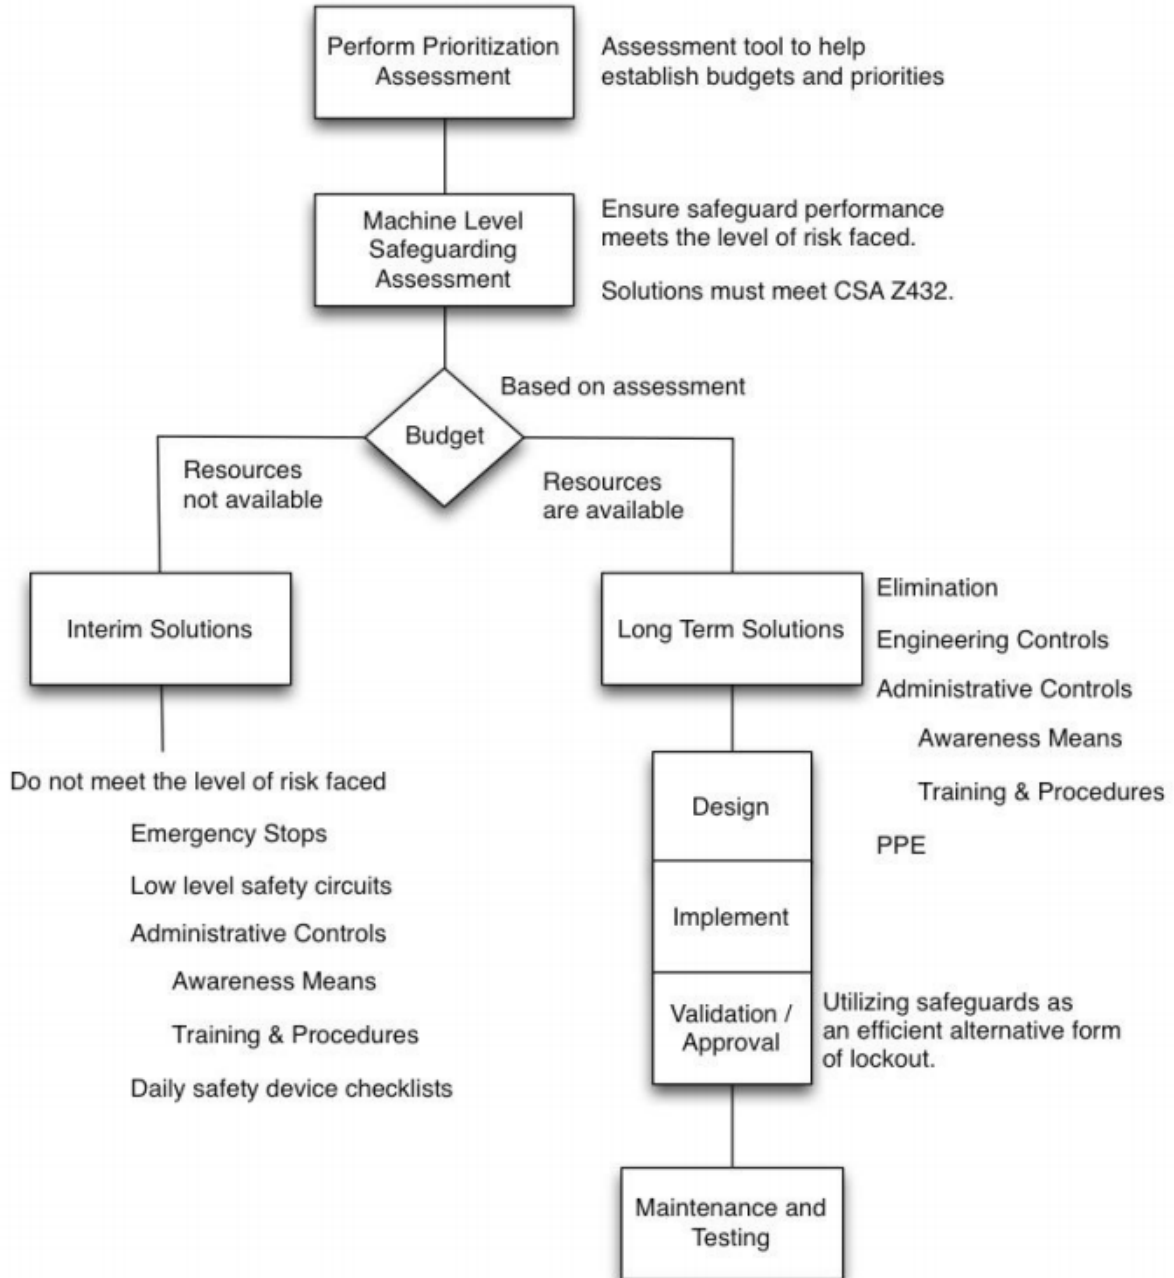 Perform Prioritization
Assessment
Assessment tool to help
establish budgets and priorities
Machine Level
Safeguarding
Assessment
Ensure safeguard performance
meets the level of risk faced.
Solutions must meet CSA Z432.
Based on assessment
Budget
Resources
not available
Resources
are available
Interim Solutions
Long Term Solutions
Elimination
Engineering Controls
Administrative Controls
Awareness Means
Training & Procedures
PPE
Do not meet the level of risk faced
Emergency Stops
Low level safety circuits
Administrative Controls
Awareness Means
Training & Procedures
Daily safety device checklists
Design
Implement
Validation /
Approval
Utilizing safeguards as
an efficient alternative form
of lockout.
Maintenance and
Testing